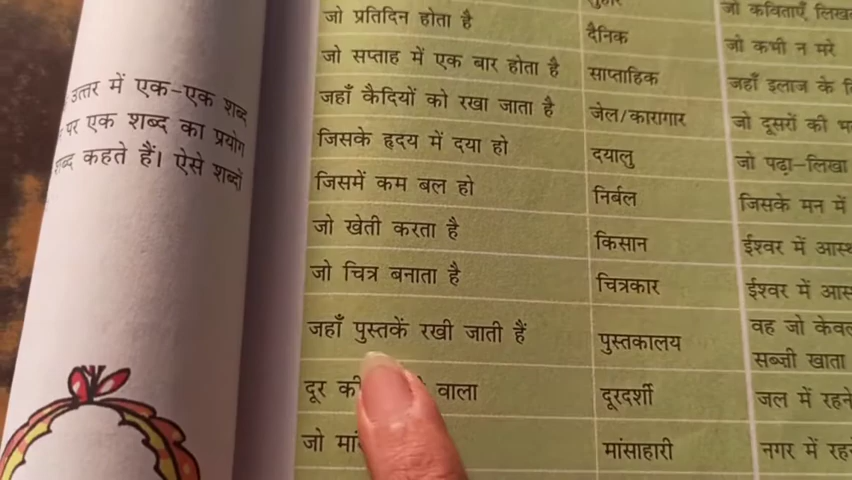 उत्तर में एक-एक शब्द
पर एक शब्द का प्रयोग
शब्द कहते हैं। ऐसे शब्दों
जो प्रतिदिन होता है
दैनिक
जो सप्ताह में एक बार होता है
साप्ताहिक
जहाँ कैदियों को रखा जाता है
जेल/कारागार
जिसके हृदय में दया हो
दयालु
जिसमें कम बल हो
निर्बल
जो खेती करता है
किसान
जो चित्र बनाता है
चित्रकार
जहाँ पुस्तकें रखी जाती हैं
पुस्तकालय
दूर वाला
दूरदर्शी
जो
मांसाहारी
जो कविताएँ
जो कभी न मरे
जहाँ इलाज के
जो दूसरों की
जो पढ़ा-लिखा
जिसके मन में
ईश्वर में
ईश्वर में
वह जो
सब्ज़ी खाता
जल में
नगर में